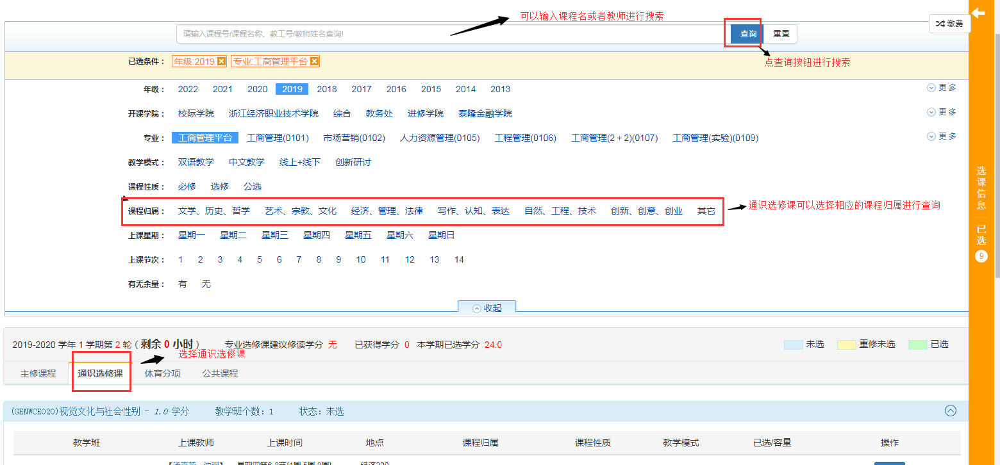 可以输入课程名或者教师进行搜索
缴费
请输入课程号/课程名称、教工号/教师姓名查询!
查询
重置
点查询按钮进行搜索
已选条件： 年级:2019 专业:工商管理平台
年级： 2022 2021 2020 2019 2018 2017 2016 2015 2014 2013 更多
开课学院： 校际学院 浙江经济职业技术学院 综合 教务处 进修学院 泰隆金融学院 更多
专业： 工商管理平台 工商管理(0101) 市场营销(0102) 人力资源管理(0105) 工程管理(0106) 工商管理(2＋2)(0107) 工商管理(实验)(0109) 更多
教学模式： 双语教学 中文教学 线上+线下 创新研讨
课程性质： 必修 选修 公选
课程归属： 文学、历史、哲学 艺术、宗教、文化 经济、管理、法律 写作、认知、表达 自然、工程、技术 创新、创意、创业 其它
通识选修课可以选择相应的课程归属进行查询
上课星期： 星期一 星期二 星期三 星期四 星期五 星期六 星期日
上课节次： 1 2 3 4 5 6 7 8 9 10 11 12 13 14
有无余量： 有 无
收起
选课信息
已选
9
2019-2020 学年 1 学期第 2 轮 ( 剩余 0 小时 ) 专业选修课建议修读学分 无 已获得学分 0 本学期已选学分 24.0 未选 重修未选 已选
选择通识选修课
主修课程 通识选修课 体育分项 公共课程
(GENWCE020)视觉文化与社会性别 - 1.0 学分 教学班个数：1 状态：未选
教学班 上课教师 上课时间 地点 课程归属 课程性质 教学模式 已选/容量 操作